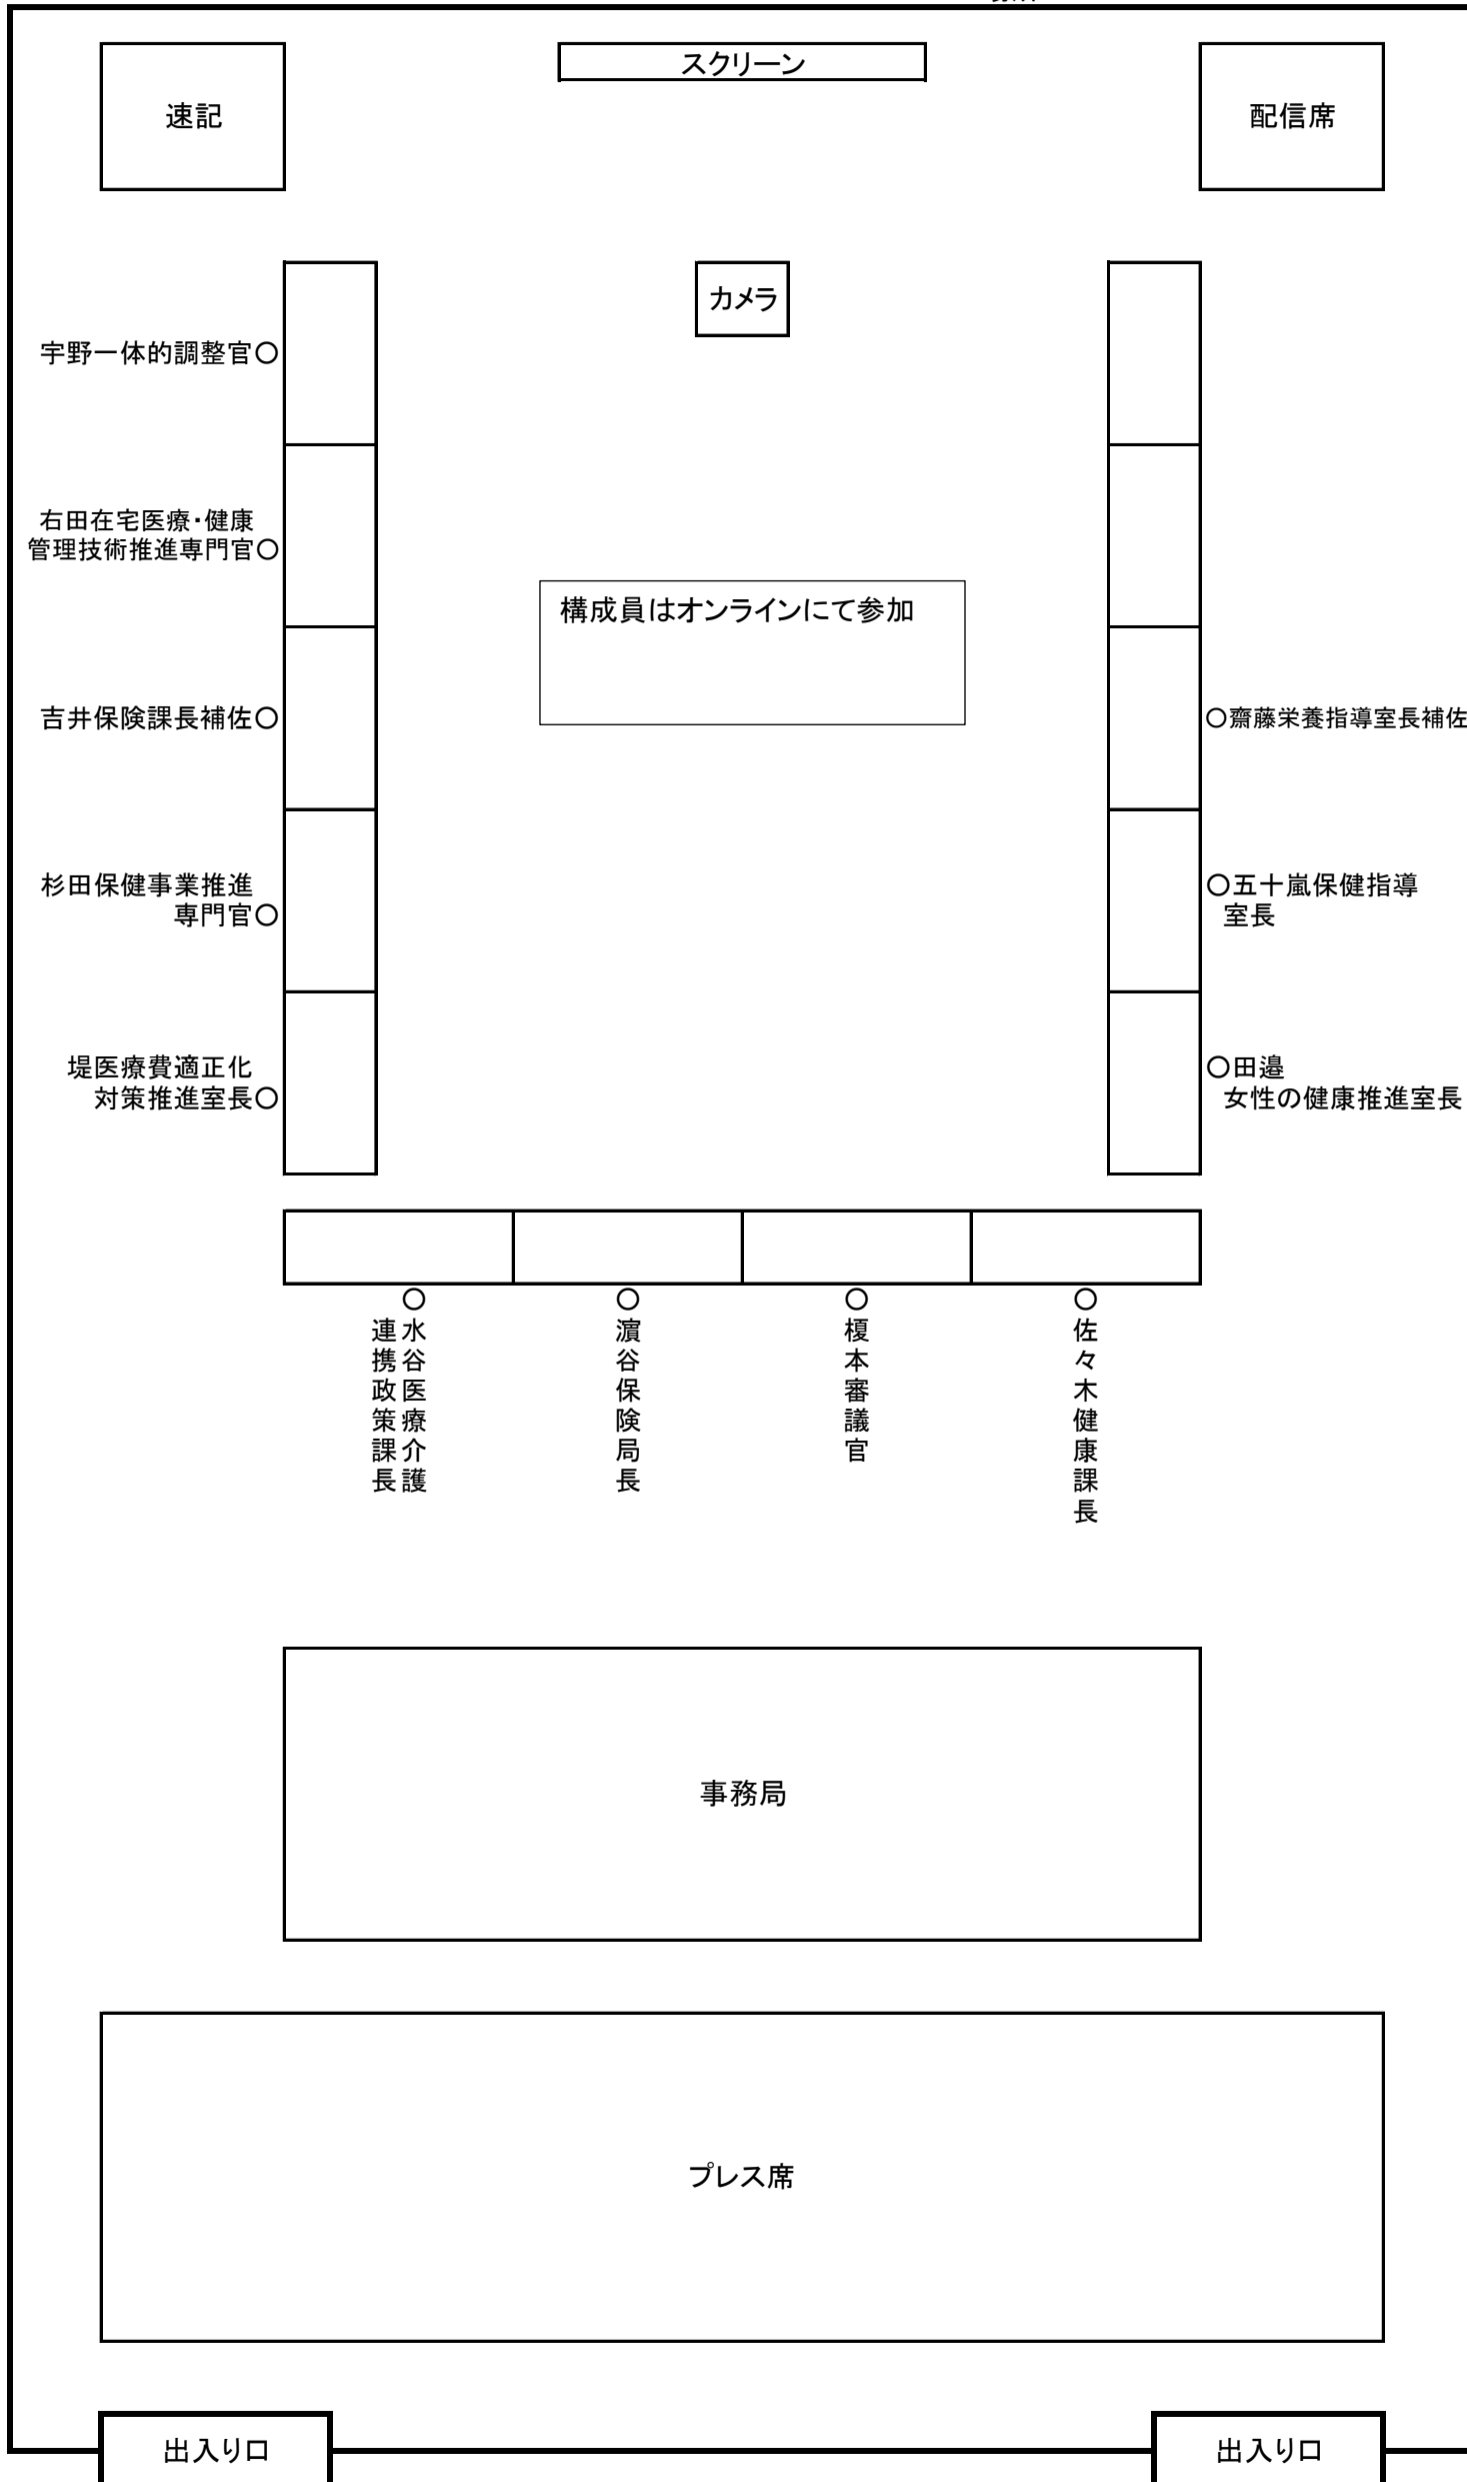 スクリーン
速記
配信席
カメラ
宇野一体的調整官○
右田在宅医療・健康
管理技術推進専門官○
構成員はオンラインにて参加
吉井保険課長補佐○
○齋藤栄養指導室長補佐
杉田保健事業推進
専門官○
○五十嵐保健指導
室長
堤医療費適正化
対策推進室長○
○田邉
女性の健康推進室長
○水谷医療介護
連携政策課長
○濵谷保険局長
○榎本審議官
○佐々木健康課長
事務局
プレス席
出入り口
出入り口